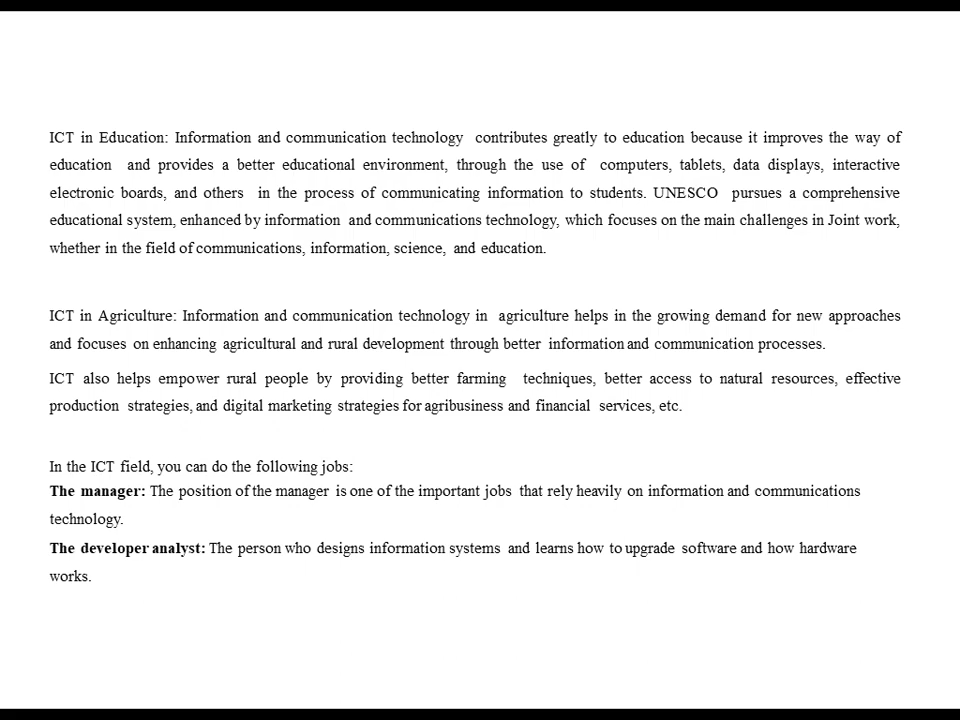 ICT in Education: Information and communication technology contributes greatly to education because it improves the way of
education and provides a better educational environment, through the use of computers, tablets, data displays, interactive
electronic boards, and others in the process of communicating information to students. UNESCO pursues a comprehensive
educational system, enhanced by information and communications technology, which focuses on the main challenges in Joint work,
whether in the field of communications, information, science, and education.
ICT in Agriculture: Information and communication technology in agriculture helps in the growing demand for new approaches
and focuses on enhancing agricultural and rural development through better information and communication processes.
ICT also helps empower rural people by providing better farming techniques, better access to natural resources, effective
production strategies, and digital marketing strategies for agribusiness and financial services, etc.
In the ICT field, you can do the following jobs:
The manager: The position of the manager is one of the important jobs that rely heavily on information and communications
technology.
The developer analyst: The person who designs information systems and learns how to upgrade software and how hardware
works.